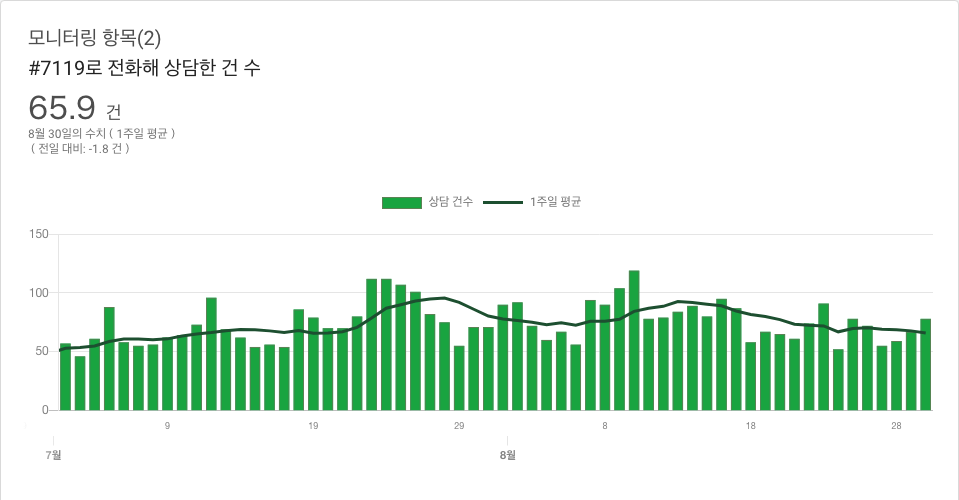 모니터링 항목(2)
#7119로 전화해 상담한 건 수
65.9 건
8월 30일의 수치 ( 1주일 평균 )
( 전일 대비: -1.8 건 )
상담 건수 1주일 평균
150
100
50
0
9 19 29 8 18 28
7월 8월